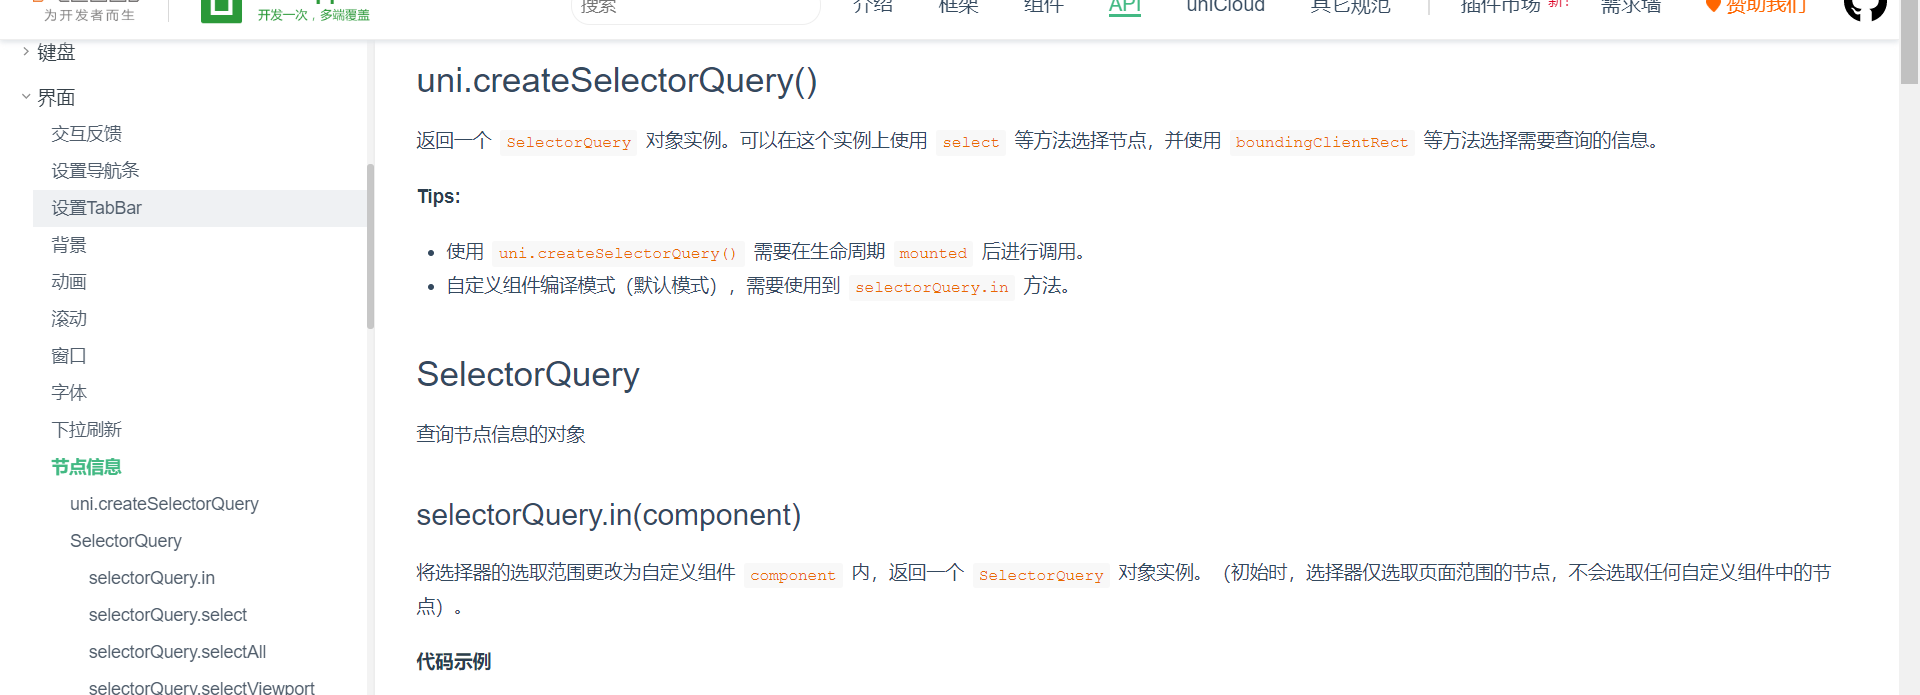 为开发者而生
开发一次，多端覆盖
搜索
介绍 框架 组件 API uniCloud 其它规范 插件市场 新! 需求墙 赞助我们
键盘
界面
交互反馈
设置导航条
设置TabBar
背景
动画
滚动
窗口
字体
下拉刷新
节点信息
uni.createSelectorQuery
SelectorQuery
selectorQuery.in
selectorQuery.select
selectorQuery.selectAll
selectorQuery.selectViewport
uni.createSelectorQuery()
返回一个 SelectorQuery 对象实例。可以在这个实例上使用 select 等方法选择节点，并使用 boundingClientRect 等方法选择需要查询的信息。
Tips:
使用 uni.createSelectorQuery() 需要在生命周期 mounted 后进行调用。
自定义组件编译模式（默认模式），需要使用到 selectorQuery.in 方法。
SelectorQuery
查询节点信息的对象
selectorQuery.in(component)
将选择器的选取范围更改为自定义组件 component 内，返回一个 SelectorQuery 对象实例。（初始时，选择器仅选取页面范围的节点，不会选取任何自定义组件中的节
点）。
代码示例